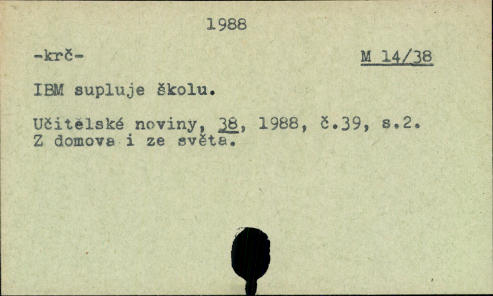 1988
-krč- M 14/38
IBM supluje školu.
Učitelské noviny, 38, 1988, č.39, s.2.
Z domova i ze světa.